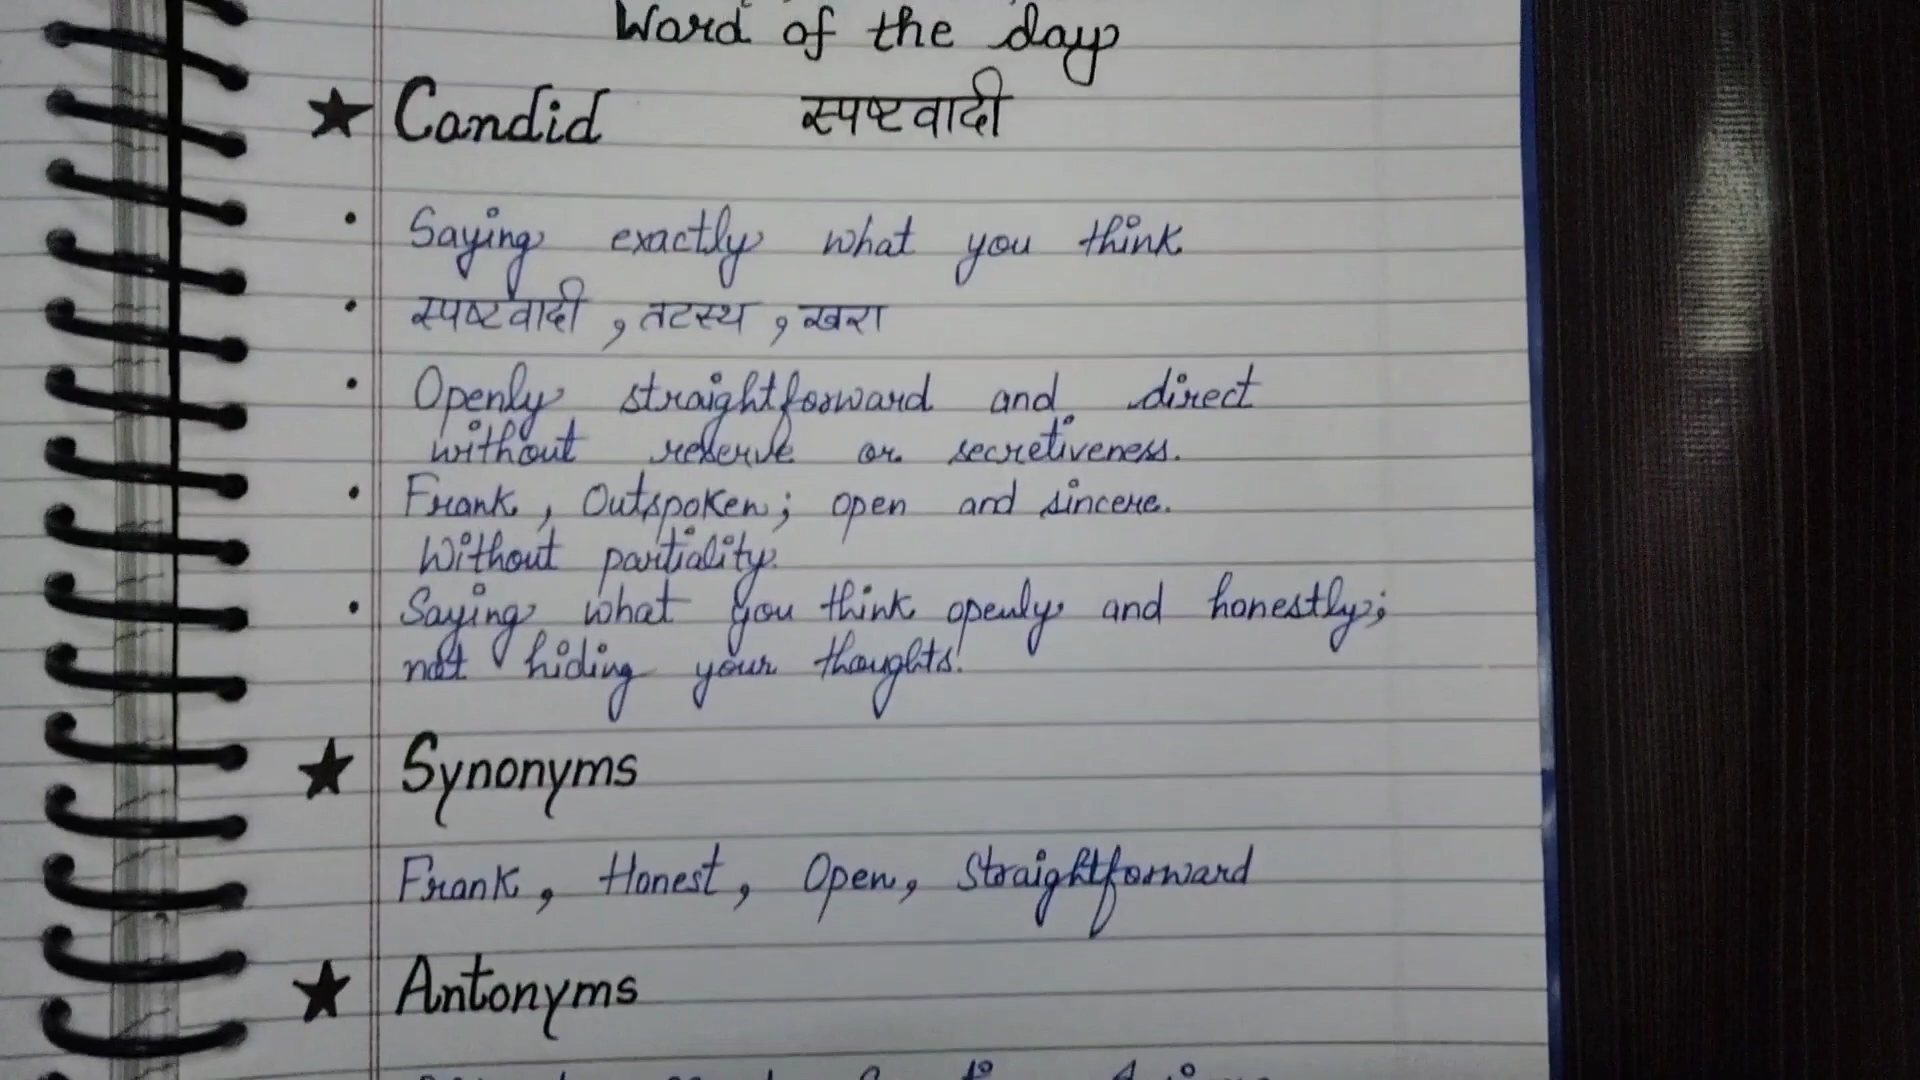 Word of the day
★ Candid स्पष्टवादी
• Saying exactly what you think
• स्पष्टवादी , तटस्थ , खरा
• Openly straightforward and direct
without reserve or secretiveness.
• Frank , Outspoken ; open and sincere.
Without partiality.
• Saying what you think openly and honestly ;
not hiding your thoughts.
★ Synonyms
Frank , Honest , Open , Straightforward
★ Antonyms